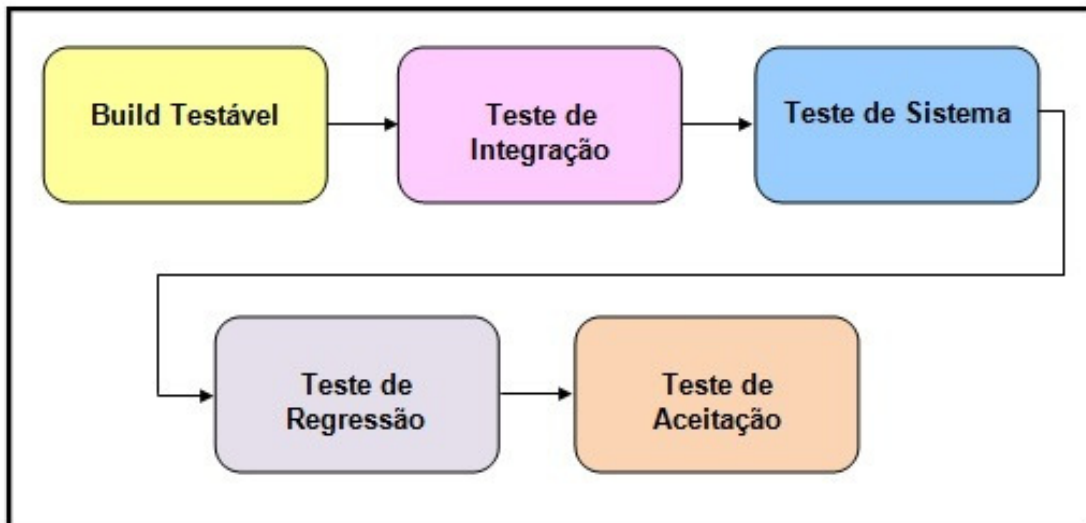 Build Testável
Teste de
Integração
Teste de Sistema
Teste de
Regressão
Teste de
Aceitação